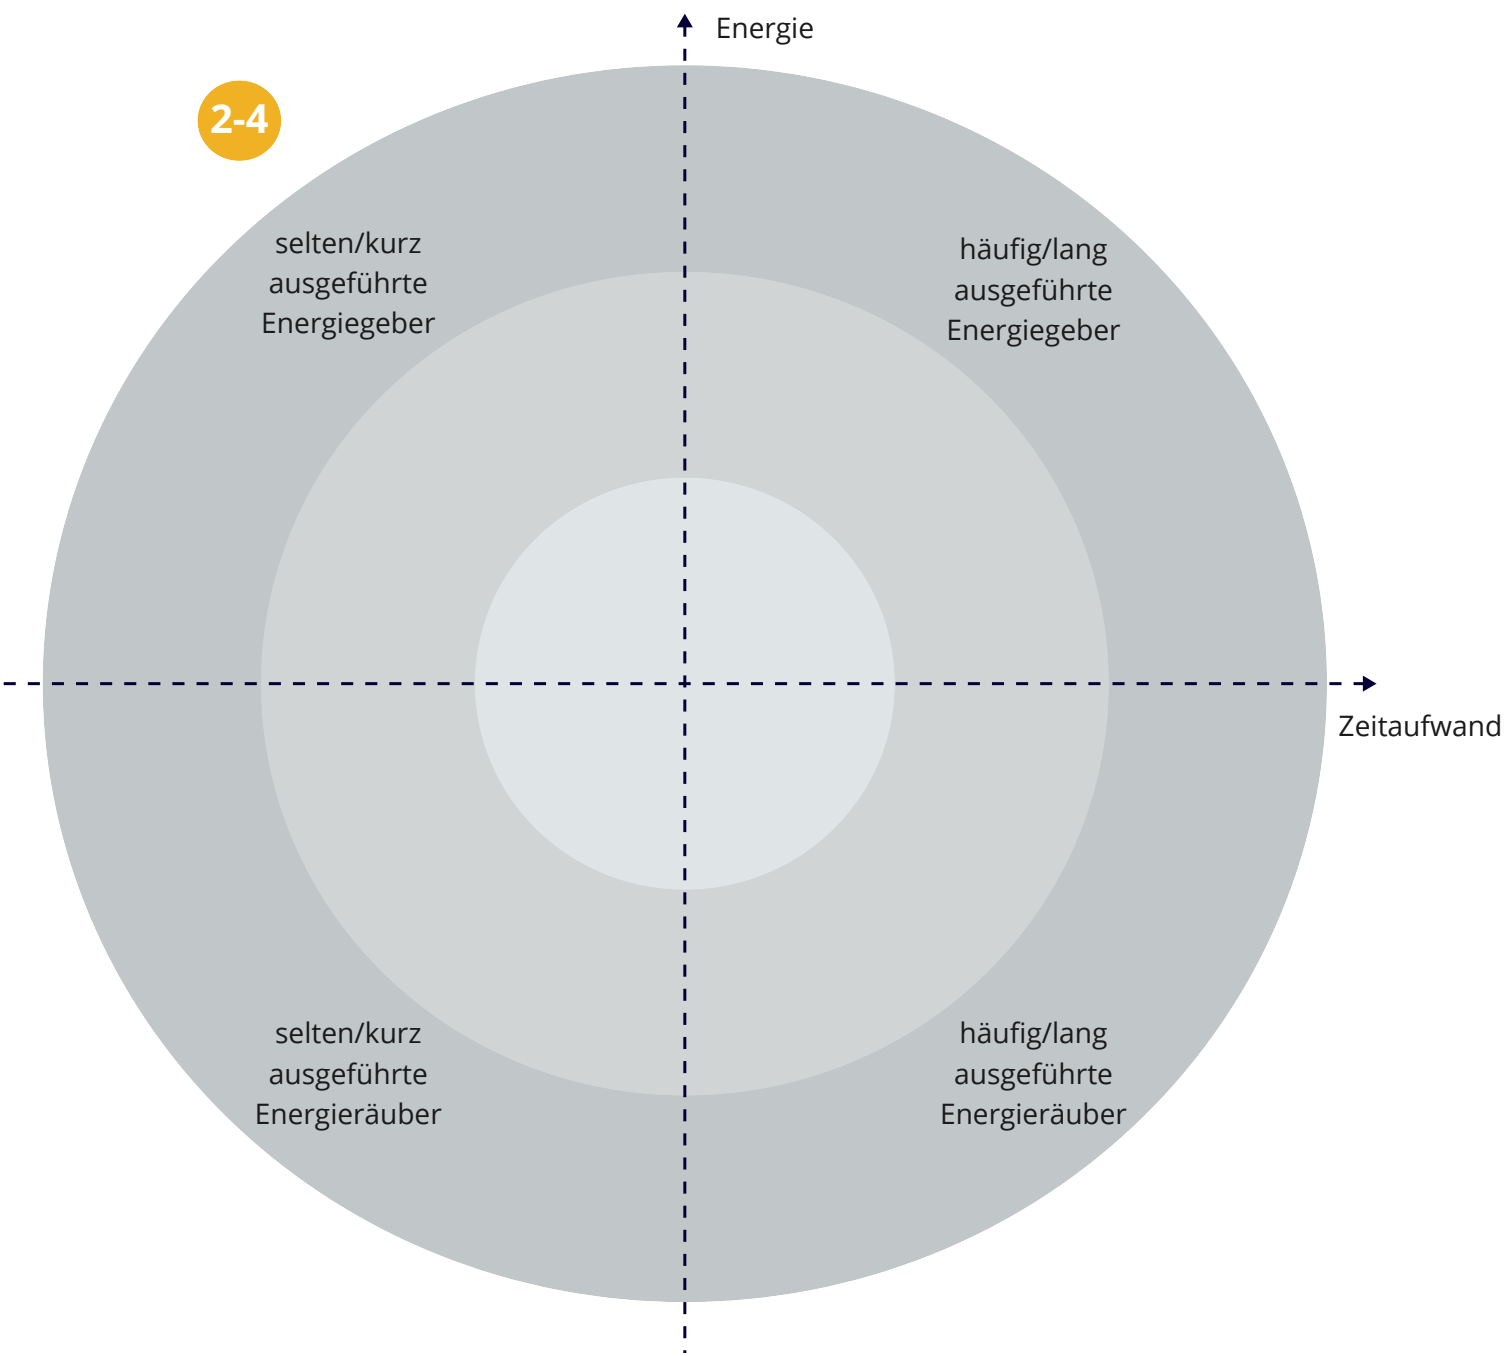 Energie
2-4
selten/kurz
ausgeführte
Energiegeber
häufig/lang
ausgeführte
Energiegeber
Zeitaufwand
selten/kurz
ausgeführte
Energieräuber
häufig/lang
ausgeführte
Energieräuber